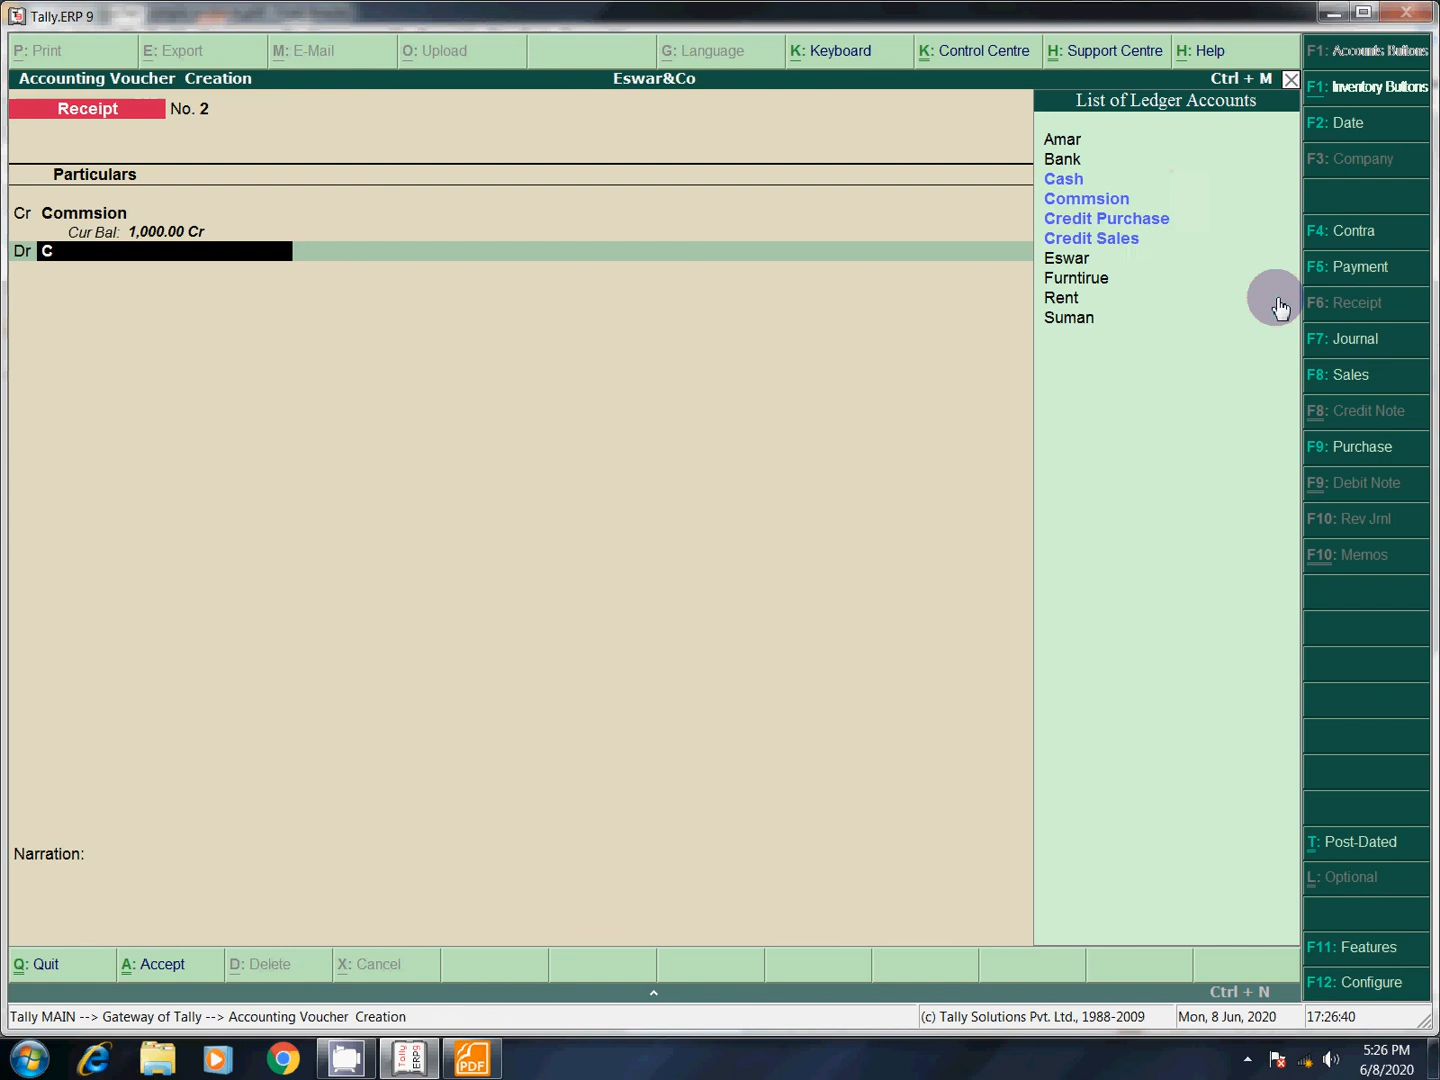 Tally.ERP 9
P: Print
E: Export
M: E-Mail
O: Upload
G: Language
K: Keyboard
K: Control Centre
H: Support Centre
H: Help
Accounting Voucher Creation
Eswar&Co
Ctrl + M
Receipt No. 2
Particulars
Cr Commsion
Cur Bal: 1,000.00 Cr
Dr C
List of Ledger Accounts
Amar
Bank
Cash
Commsion
Credit Purchase
Credit Sales
Eswar
Furntirue
Rent
Suman
F1: Accounts Buttons
F1: Inventory Buttons
F2: Date
F3: Company
F4: Contra
F5: Payment
F6: Receipt
F7: Journal
F8: Sales
F8: Credit Note
F9: Purchase
F9: Debit Note
F10: Rev Jrnl
F10: Memos
T: Post-Dated
L: Optional
F11: Features
F12: Configure
Narration:
Q: Quit
A: Accept
D: Delete
X: Cancel
Ctrl + N
Tally MAIN --> Gateway of Tally --> Accounting Voucher Creation
(c) Tally Solutions Pvt. Ltd., 1988-2009
Mon, 8 Jun, 2020
17:26:40
Tally ERP9
PDF
5:26 PM
6/8/2020